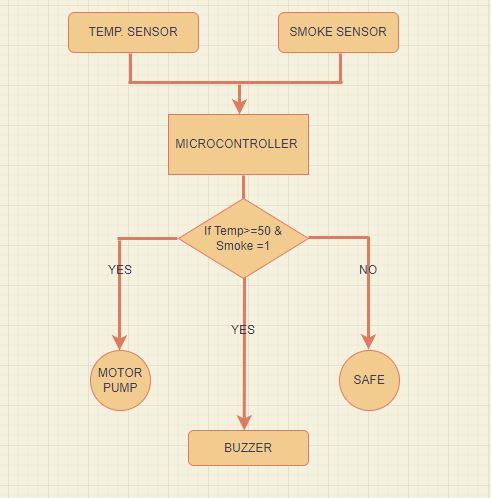 TEMP. SENSOR
SMOKE SENSOR
MICROCONTROLLER
If Temp>=50 &
Smoke =1
YES
NO
YES
MOTOR
PUMP
SAFE
BUZZER